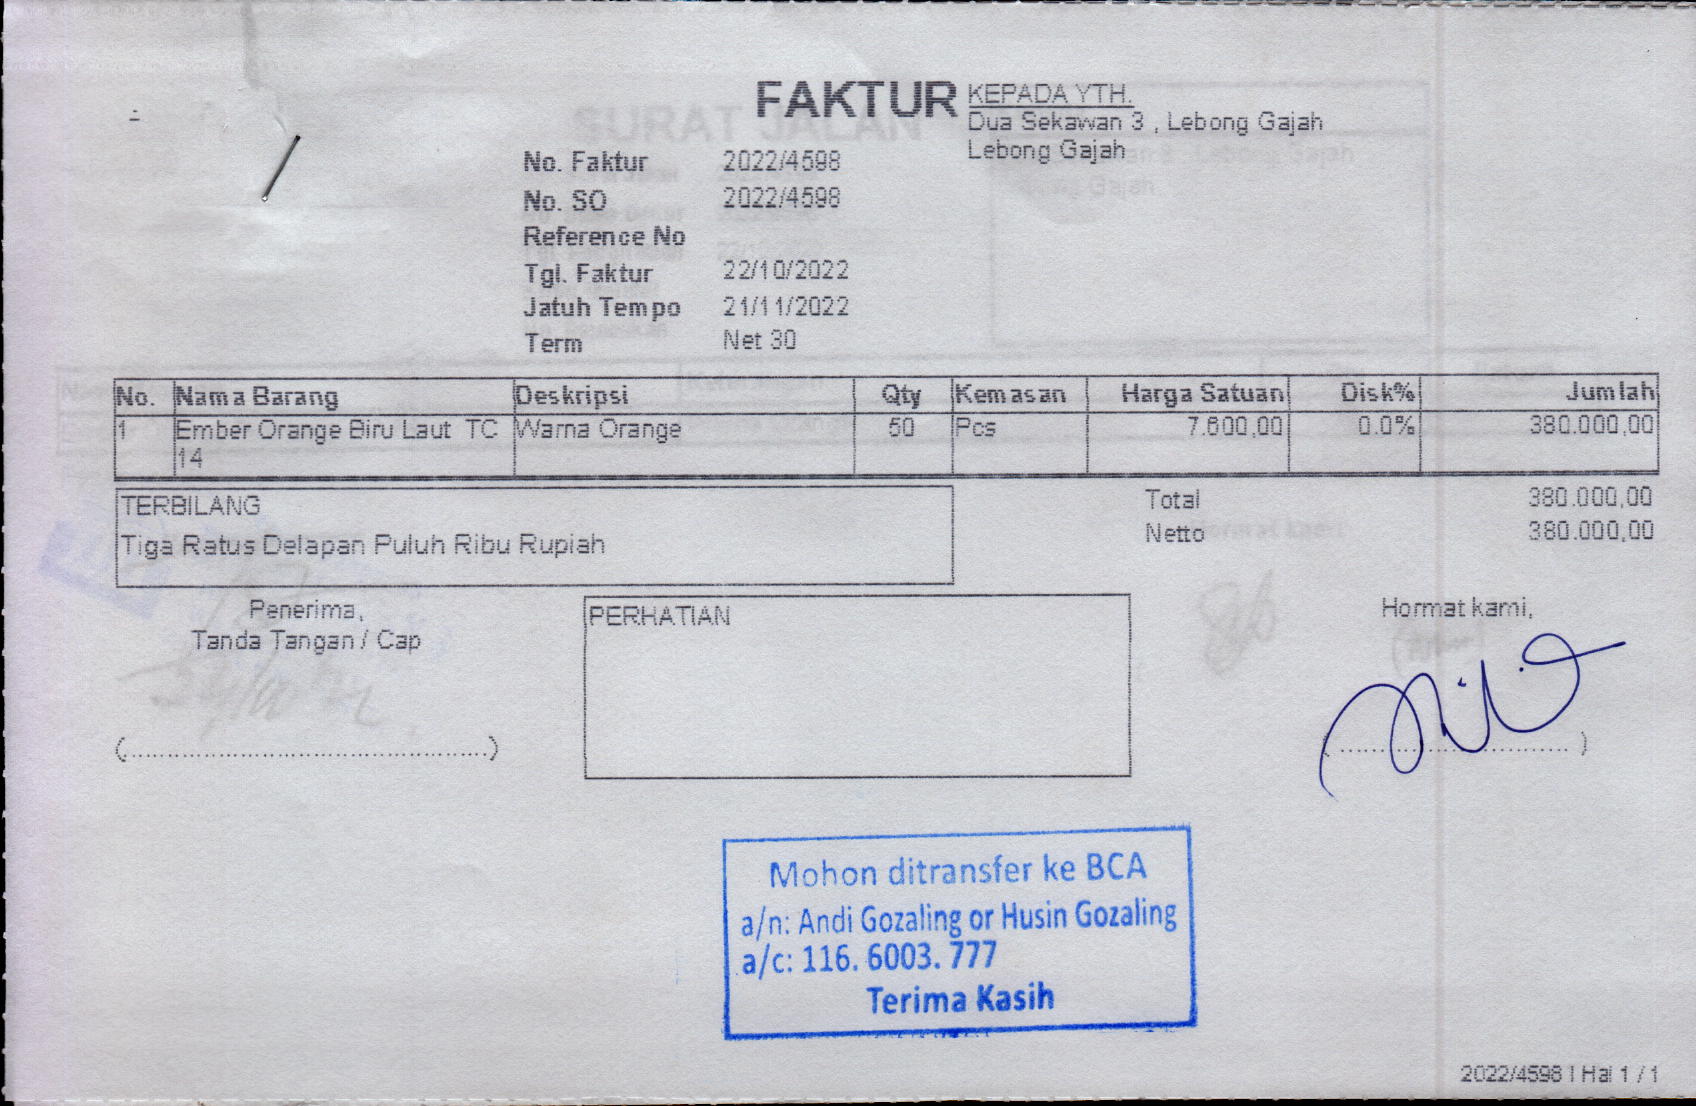 FAKTUR
KEPADA YTH.
Dua Sekawan 3 , Lebong Gajah
Lebong Gajah
No. Faktur 2022/4598
No. SO 2022/4598
Reference No
Tgl. Faktur 22/10/2022
Jatuh Tempo 21/11/2022
Term Net 30
No. Nama Barang Deskripsi Qty Kemasan Harga Satuan Disk% Jumlah
1 Ember Orange Biru Laut TC Warna Orange 50 Pcs 7.600,00 0.0% 380.000,00
14
TERBILANG
Tiga Ratus Delapan Puluh Ribu Rupiah
Total 380.000,00
Netto 380.000,00
Penerima,
Tanda Tangan / Cap
(..............................................)
PERHATIAN
Hormat kami,
(..............................)
Mohon ditransfer ke BCA
a/n: Andi Gozaling or Husin Gozaling
a/c: 116. 6003. 777
Terima Kasih
2022/4598 | Hal 1 / 1
SURAT JALAN